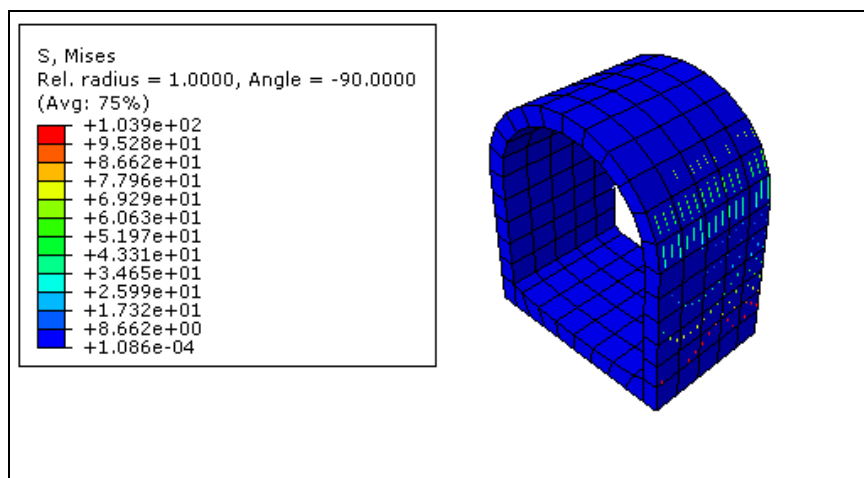 S, Mises
Rel. radius = 1.0000, Angle = -90.0000
(Avg: 75%)
+1.039e+02
+9.528e+01
+8.662e+01
+7.796e+01
+6.929e+01
+6.063e+01
+5.197e+01
+4.331e+01
+3.465e+01
+2.599e+01
+1.732e+01
+8.662e+00
+1.086e-04